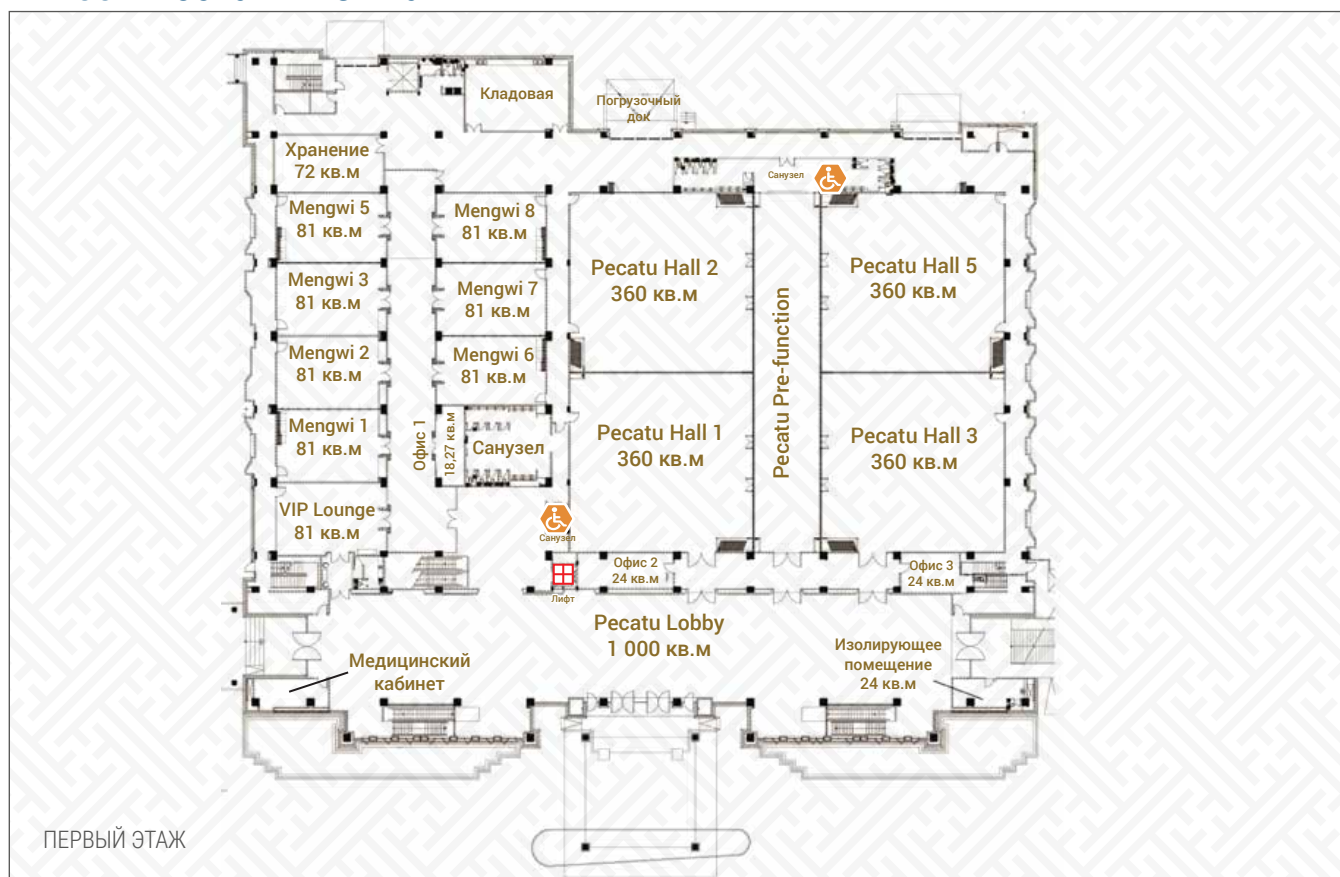 Кладовая
Погрузочный
док
Хранение
72 кв.м
Санузел
Mengwi 5
81 кв.м
Mengwi 8
81 кв.м
Pecatu Hall 2
360 кв.м
Pecatu Hall 5
360 кв.м
Mengwi 3
81 кв.м
Mengwi 7
81 кв.м
Pecatu Pre-function
Mengwi 2
81 кв.м
Mengwi 6
81 кв.м
Mengwi 1
81 кв.м
Офис 1
18,27 кв.м
Санузел
Pecatu Hall 1
360 кв.м
Pecatu Hall 3
360 кв.м
VIP Lounge
81 кв.м
Санузел
Офис 2
24 кв.м
Офис 3
24 кв.м
Лифт
Pecatu Lobby
1 000 кв.м
Медицинский
кабинет
Изолирующее
помещение
24 кв.м
ПЕРВЫЙ ЭТАЖ